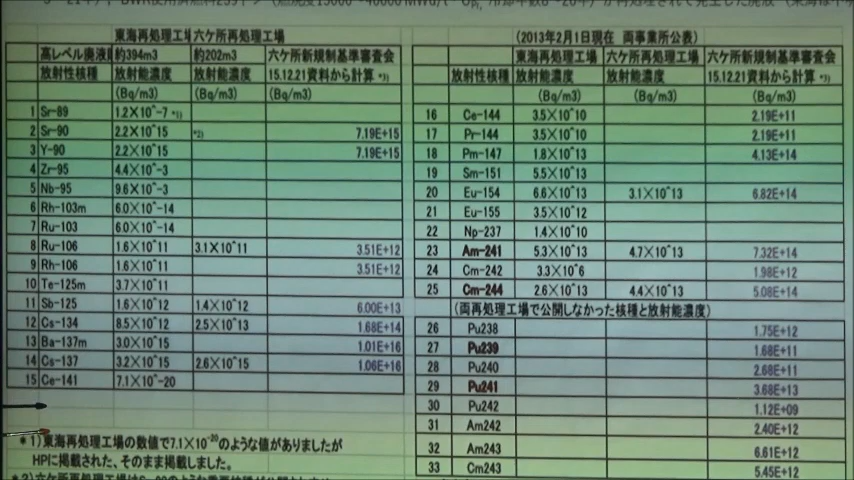 東海再処理工場 六ケ所再処理工場
高レベル廃液 約394m3 約202m3 六ケ所新規制基準審査会
放射性核種 放射能濃度 放射能濃度 15.12.21資料から計算 *3)
(Bq/m3) (Bq/m3) (Bq/m3)
1 Sr-89 1.2×10^-7 *1)
2 Sr-90 2.2×10^15 *2) 7.19E+15
3 Y-90 2.2×10^15 7.19E+15
4 Zr-95 4.4×10^-3
5 Nb-95 9.6×10^-3
6 Rh-103m 6.0×10^-14
7 Ru-103 6.0×10^-14
8 Ru-106 1.6×10^11 3.1×10^11 3.51E+12
9 Rh-106 1.6×10^11 3.51E+12
10 Te-125m 3.7×10^11
11 Sb-125 1.6×10^12 1.4×10^12 6.00E+13
12 Cs-134 8.5×10^12 2.5×10^13 1.68E+14
13 Ba-137m 3.0×10^15 1.01E+16
14 Cs-137 3.2×10^15 2.6×10^15 1.06E+16
15 Ce-141 7.1×10^-20
*1)東海再処理工場の数値で7.1×10^-20のような値がありましたが
HPに掲載された、そのまま掲載しました。
(2013年2月1日現在 両事業所公表)
東海再処理工場 六ケ所再処理工場 六ケ所新規制基準審査会
放射性核種 放射能濃度 放射能濃度 15.12.21資料から計算 *3)
(Bq/m3) (Bq/m3) (Bq/m3)
16 Ce-144 3.5×10^10 2.19E+11
17 Pr-144 3.5×10^10 2.19E+11
18 Pm-147 1.8×10^13 4.13E+14
19 Sm-151 5.5×10^13
20 Eu-154 6.6×10^13 3.1×10^13 6.82E+14
21 Eu-155 3.5×10^12
22 Np-237 1.4×10^10
23 Am-241 5.3×10^13 4.7×10^13 7.32E+14
24 Cm-242 3.3×10^6 1.98E+12
25 Cm-244 2.6×10^13 4.4×10^13 5.08E+14
(両再処理工場で公開しなかった核種と放射能濃度)
26 Pu238 1.75E+12
27 Pu239 1.68E+11
28 Pu240 2.68E+11
29 Pu241 3.68E+13
30 Pu242 1.12E+09
31 Am242 2.40E+12
32 Am243 6.61E+12
33 Cm243 5.45E+12